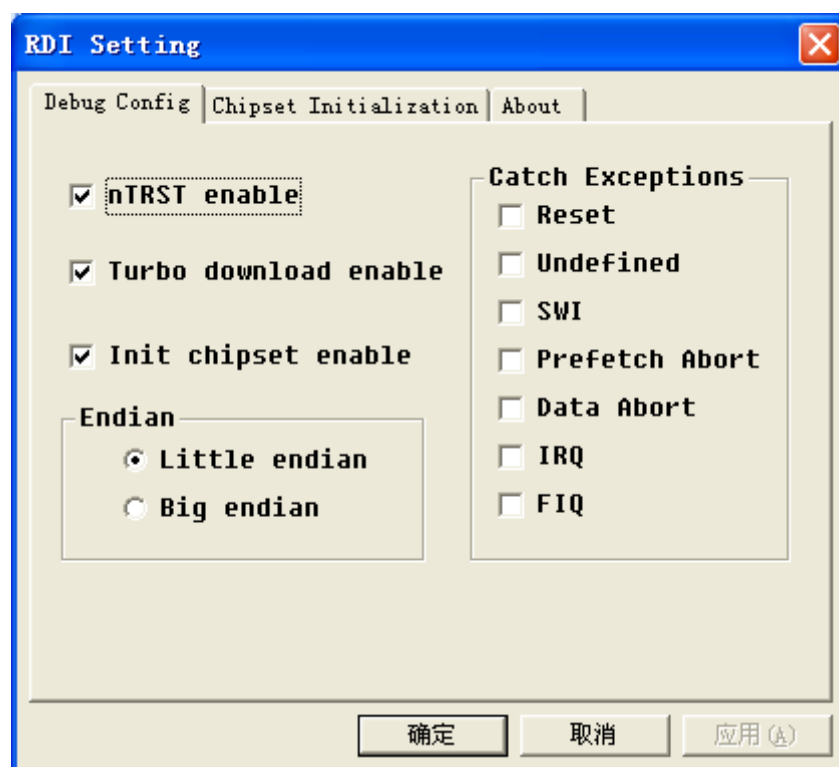 RDI Setting
Debug Config
Chipset Initialization
About
nTRST enable
Turbo download enable
Init chipset enable
Endian
Little endian
Big endian
Catch Exceptions
Reset
Undefined
SWI
Prefetch Abort
Data Abort
IRQ
FIQ
确定
取消
应用(A)